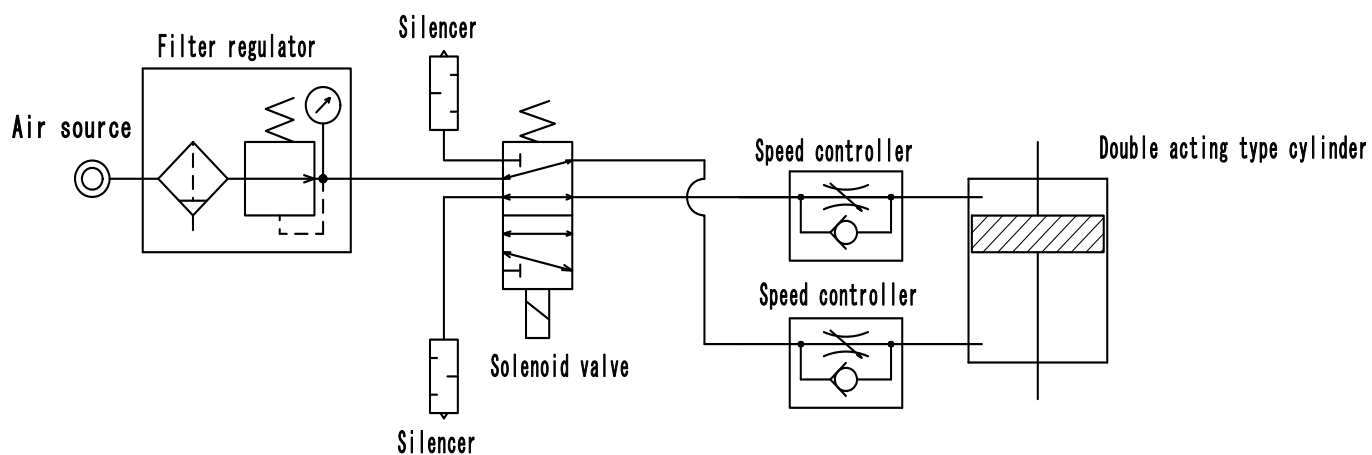 Silencer
Filter regulator
Air source
Speed controller
Double acting type cylinder
Speed controller
Solenoid valve
Silencer